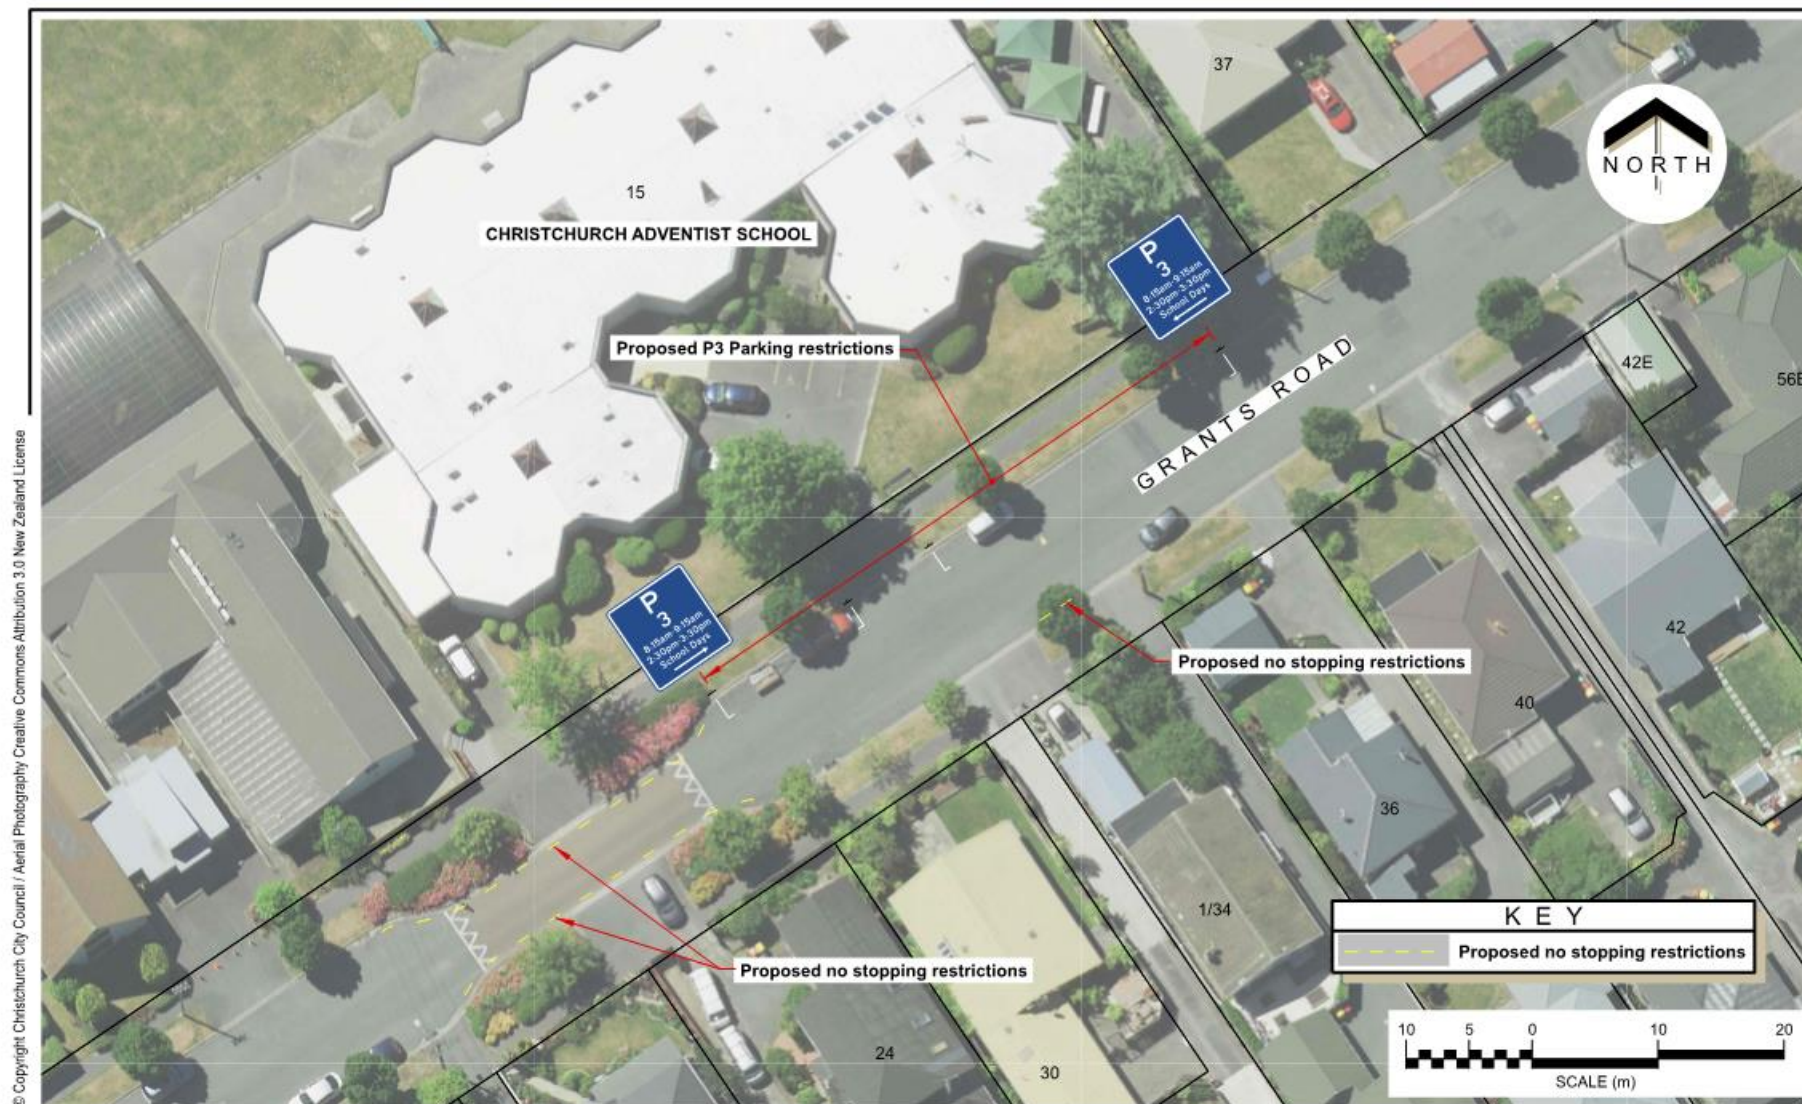 37
NORTH
15
CHRISTCHURCH ADVENTIST SCHOOL
P
3
8:15am-9:15am
2:30pm-3:30pm
School Days
Proposed P3 Parking restrictions
GRANTS ROAD
42E
56E
P
3
8:15am-9:15am
2:30pm-3:30pm
School Days
42
Proposed no stopping restrictions
40
36
1/34
KEY
Proposed no stopping restrictions
Proposed no stopping restrictions
24
30
10 5 0 10 20
SCALE (m)
© Copyright Christchurch City Council / Aerial Photography Creative Commons Attribution 3.0 New Zealand License